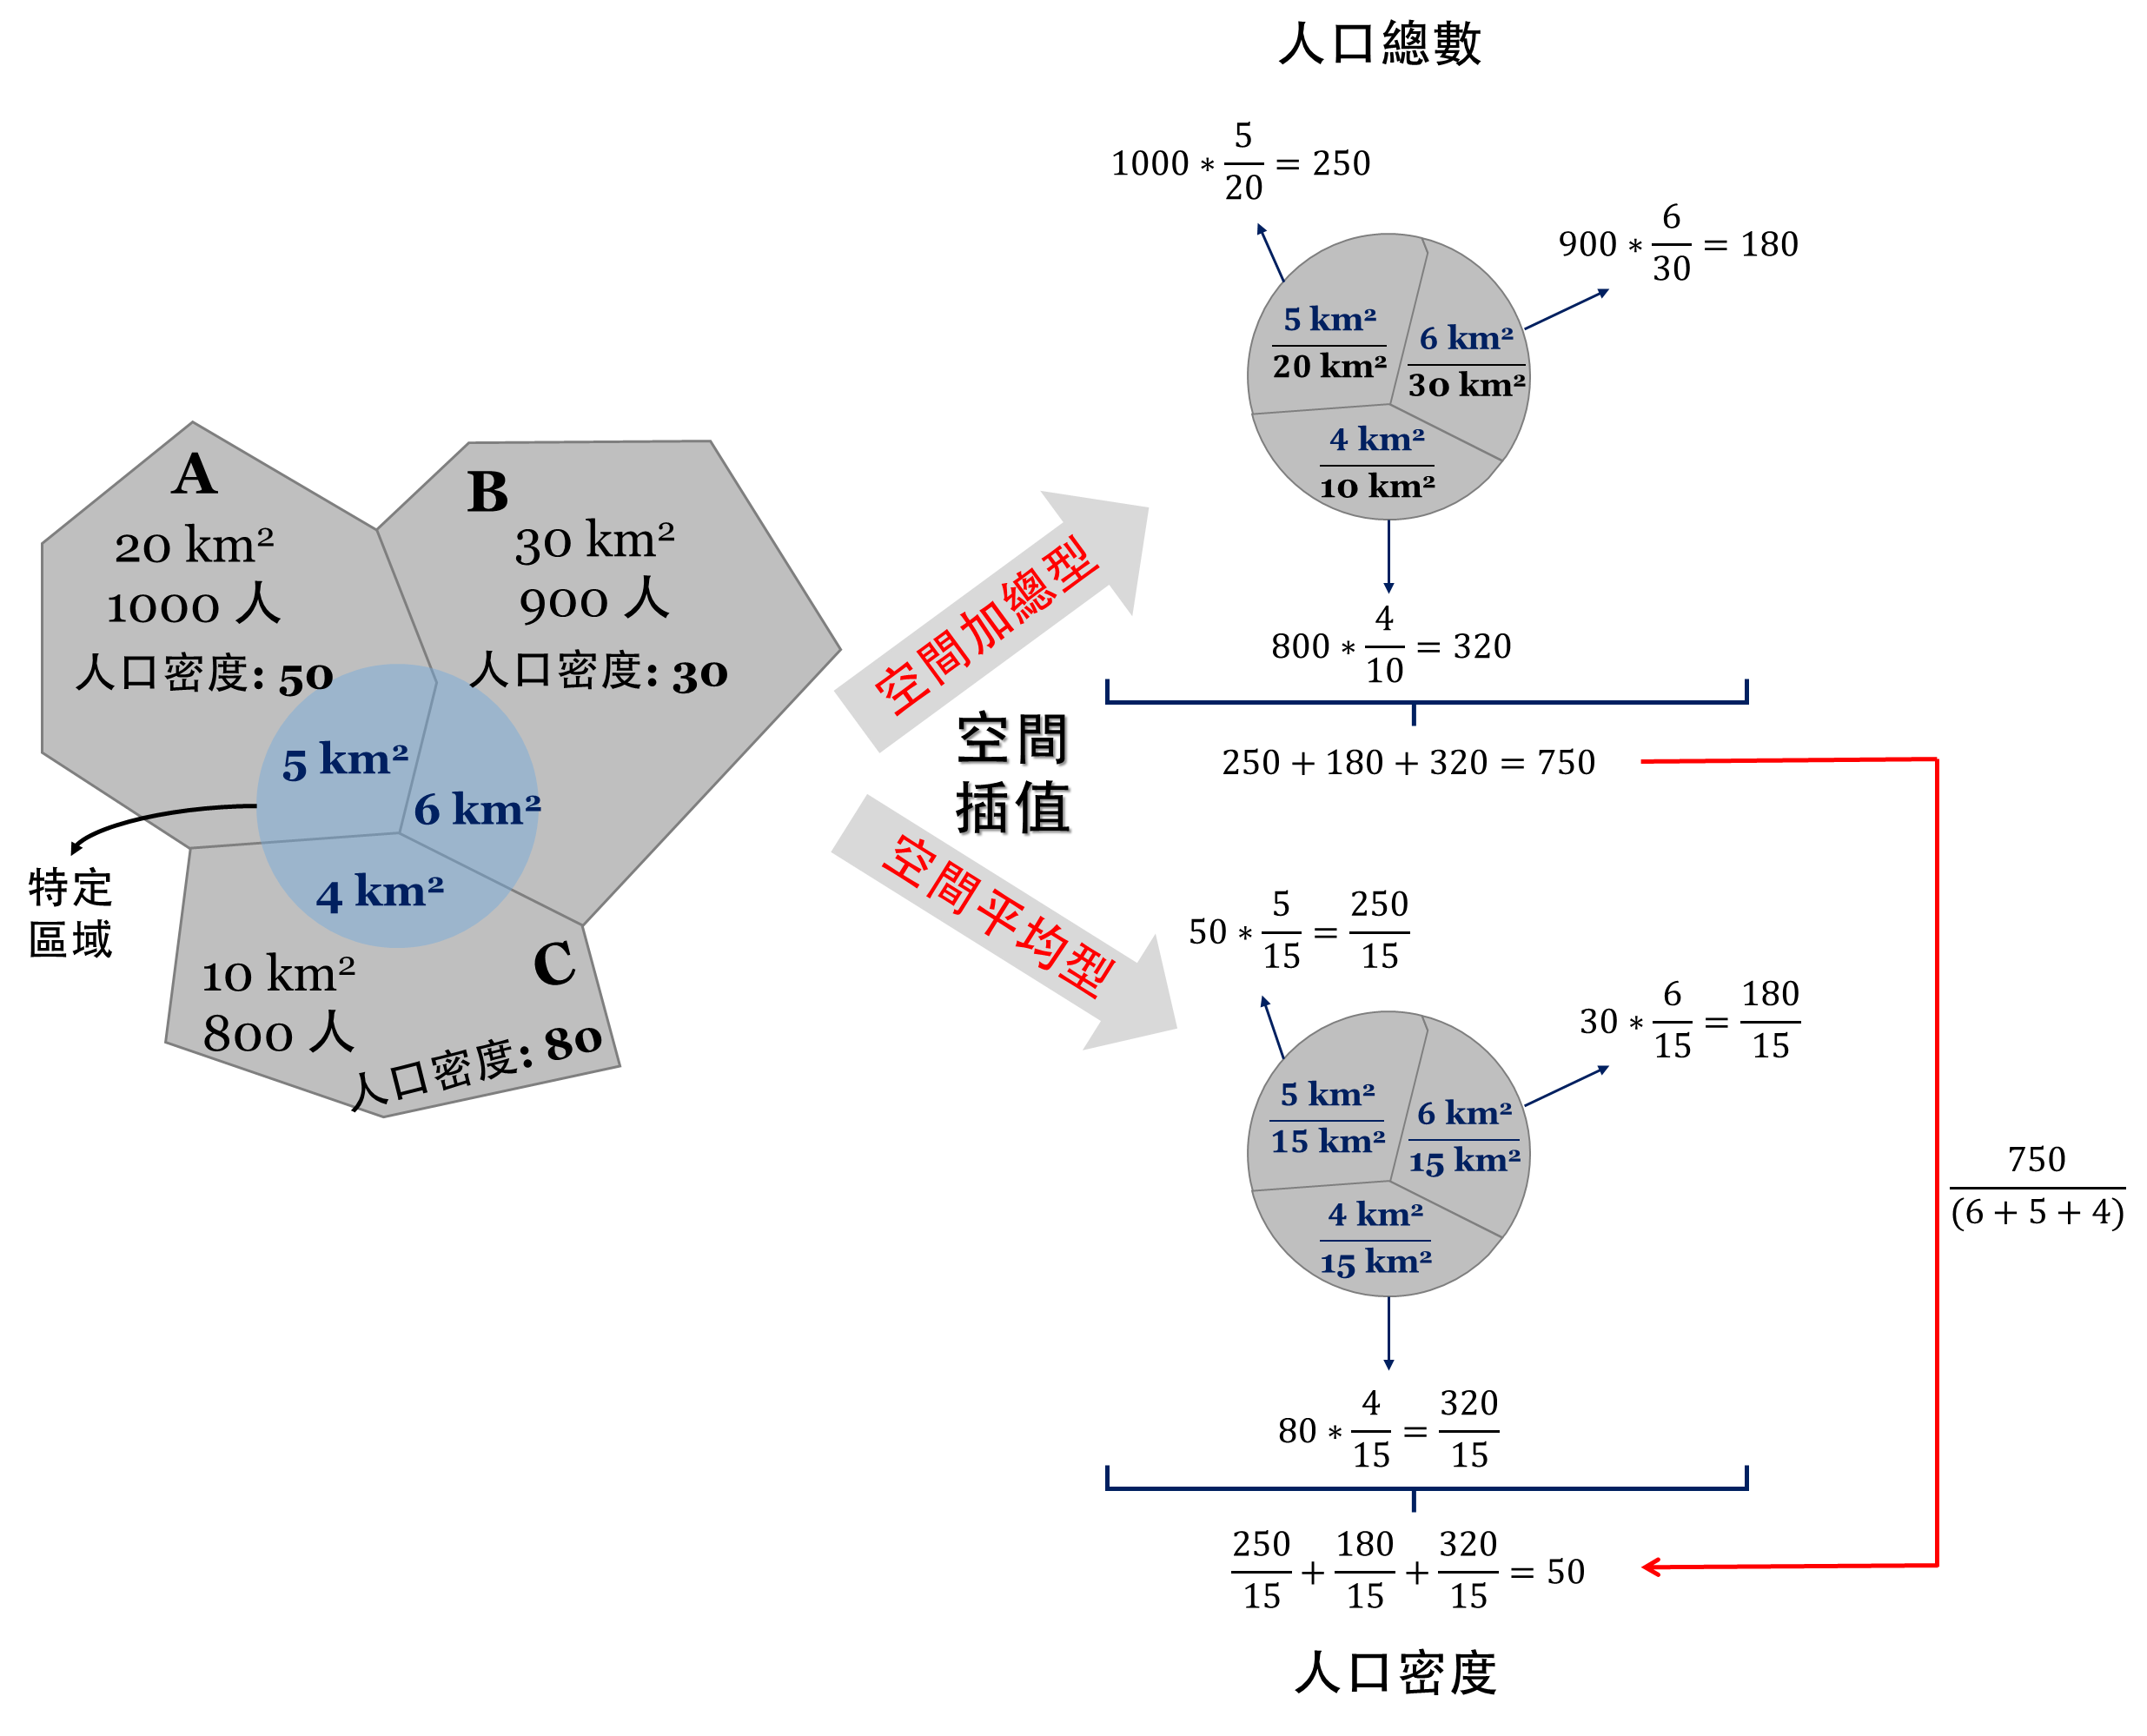 人口總數
1000 * 5/20 = 250
900 * 6/30 = 180
5 km²
20 km²
6 km²
30 km²
4 km²
10 km²
800 * 4/10 = 320
250 + 180 + 320 = 750
A
20 km²
1000 人
人口密度: 50
B
30 km²
900 人
人口密度: 30
5 km²
6 km²
4 km²
特定
區域
10 km²
800 人
C
人口密度: 80
空間加總型
空間
插值
空間平均型
50 * 5/15 = 250/15
30 * 6/15 = 180/15
5 km²
15 km²
6 km²
15 km²
4 km²
15 km²
80 * 4/15 = 320/15
250/15 + 180/15 + 320/15 = 50
750
(6 + 5 + 4)
人口密度